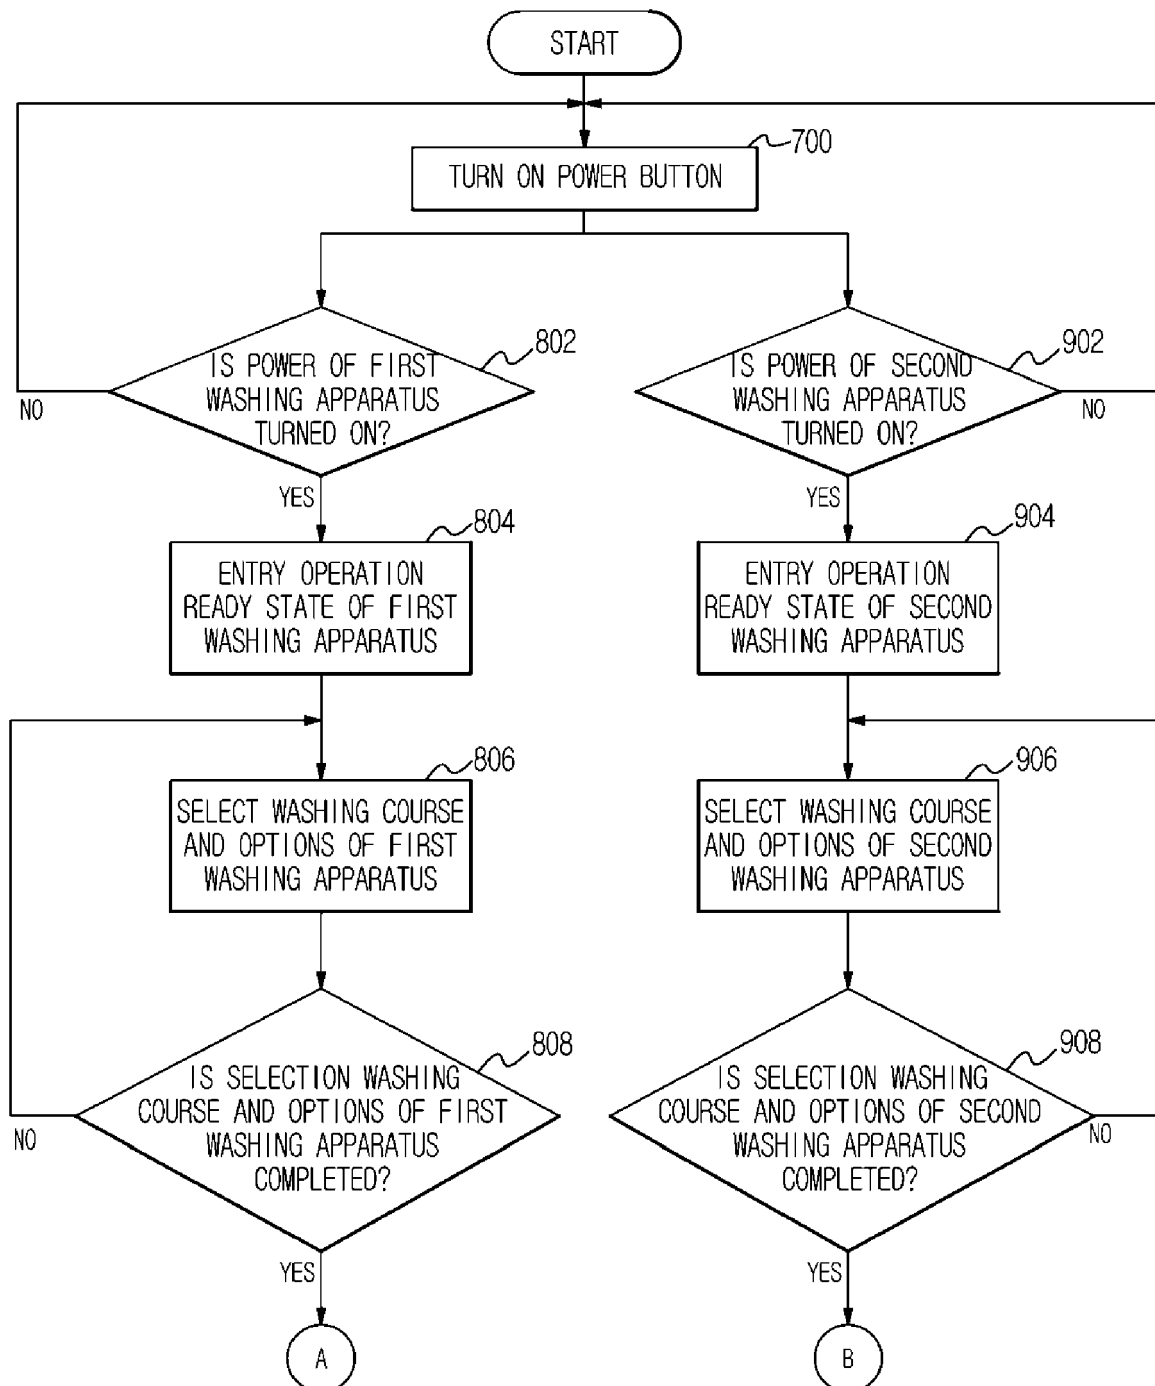 START
700
TURN ON POWER BUTTON
802
IS POWER OF FIRST
WASHING APPARATUS
TURNED ON?
NO
YES
902
IS POWER OF SECOND
WASHING APPARATUS
TURNED ON?
NO
YES
804
ENTRY OPERATION
READY STATE OF FIRST
WASHING APPARATUS
904
ENTRY OPERATION
READY STATE OF SECOND
WASHING APPARATUS
806
SELECT WASHING COURSE
AND OPTIONS OF FIRST
WASHING APPARATUS
906
SELECT WASHING COURSE
AND OPTIONS OF SECOND
WASHING APPARATUS
808
IS SELECTION WASHING
COURSE AND OPTIONS OF FIRST
WASHING APPARATUS
COMPLETED?
NO
YES
908
IS SELECTION WASHING
COURSE AND OPTIONS OF SECOND
WASHING APPARATUS
COMPLETED?
NO
YES
A
B